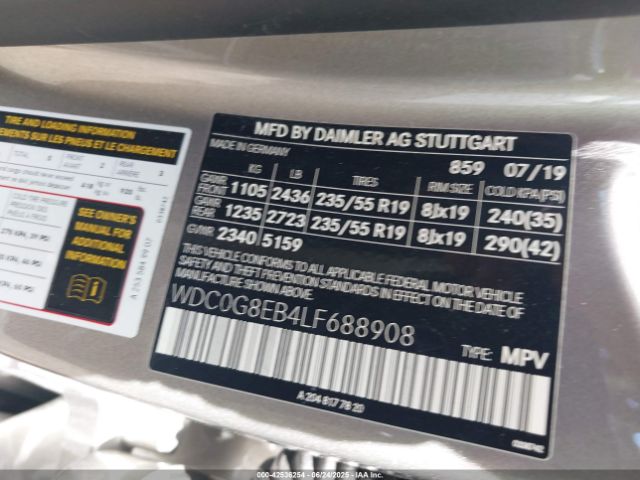 TIRE AND LOADING INFORMATION
SUR LES PNEUS ET LE CHARGEMENT
SEE OWNER'S
MANUAL FOR
ADDITIONAL
INFORMATION
MFD BY DAIMLER AG STUTTGART
MADE IN GERMANY
859 07/19
KG LB TIRES RIM SIZE COLD KPA(PSI)
GAWR FRONT 1105 2436 235/55 R19 8Jx19 240(35)
GAWR REAR 1235 2723 235/55 R19 8Jx19 290(42)
GVWR 2340 5159
THIS VEHICLE CONFORMS TO ALL APPLICABLE FEDERAL MOTOR VEHICLE
SAFETY AND THEFT PREVENTION STANDARDS IN EFFECT ON THE DATE OF
MANUFACTURE SHOWN ABOVE.
WDC0G8EB4LF688908
TYPE: MPV
A 204 817 78 20
000-42536254 - 06/24/2025 - IAAI.COM